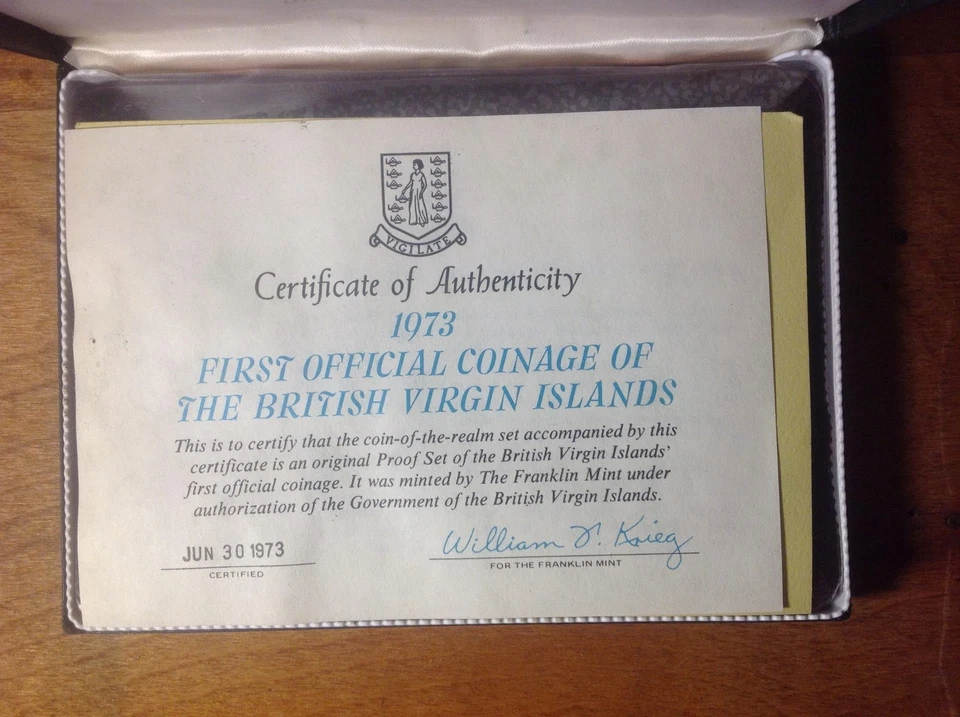 VIGILATE
Certificate of Authenticity
1973
FIRST OFFICIAL COINAGE OF
THE BRITISH VIRGIN ISLANDS
This is to certify that the coin-of-the-realm set accompanied by this
certificate is an original Proof Set of the British Virgin Islands'
first official coinage. It was minted by The Franklin Mint under
authorization of the Government of the British Virgin Islands.
JUN 30 1973
CERTIFIED
William T. Krieg
FOR THE FRANKLIN MINT